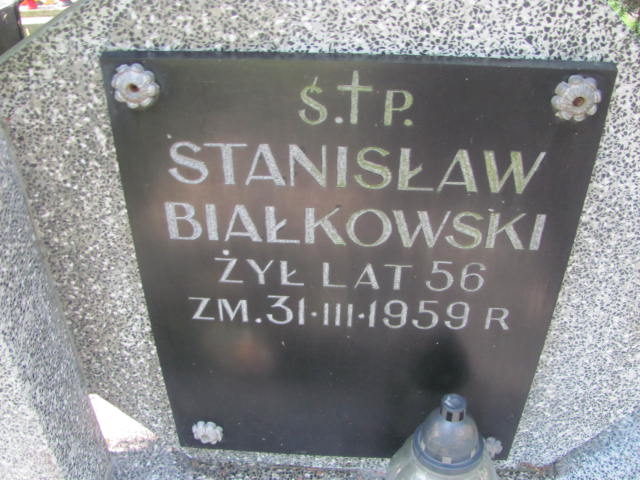 Ś.†P.
STANISŁAW
BIAŁKOWSKI
ŻYŁ LAT 56
ZM. 31·III·1959 R